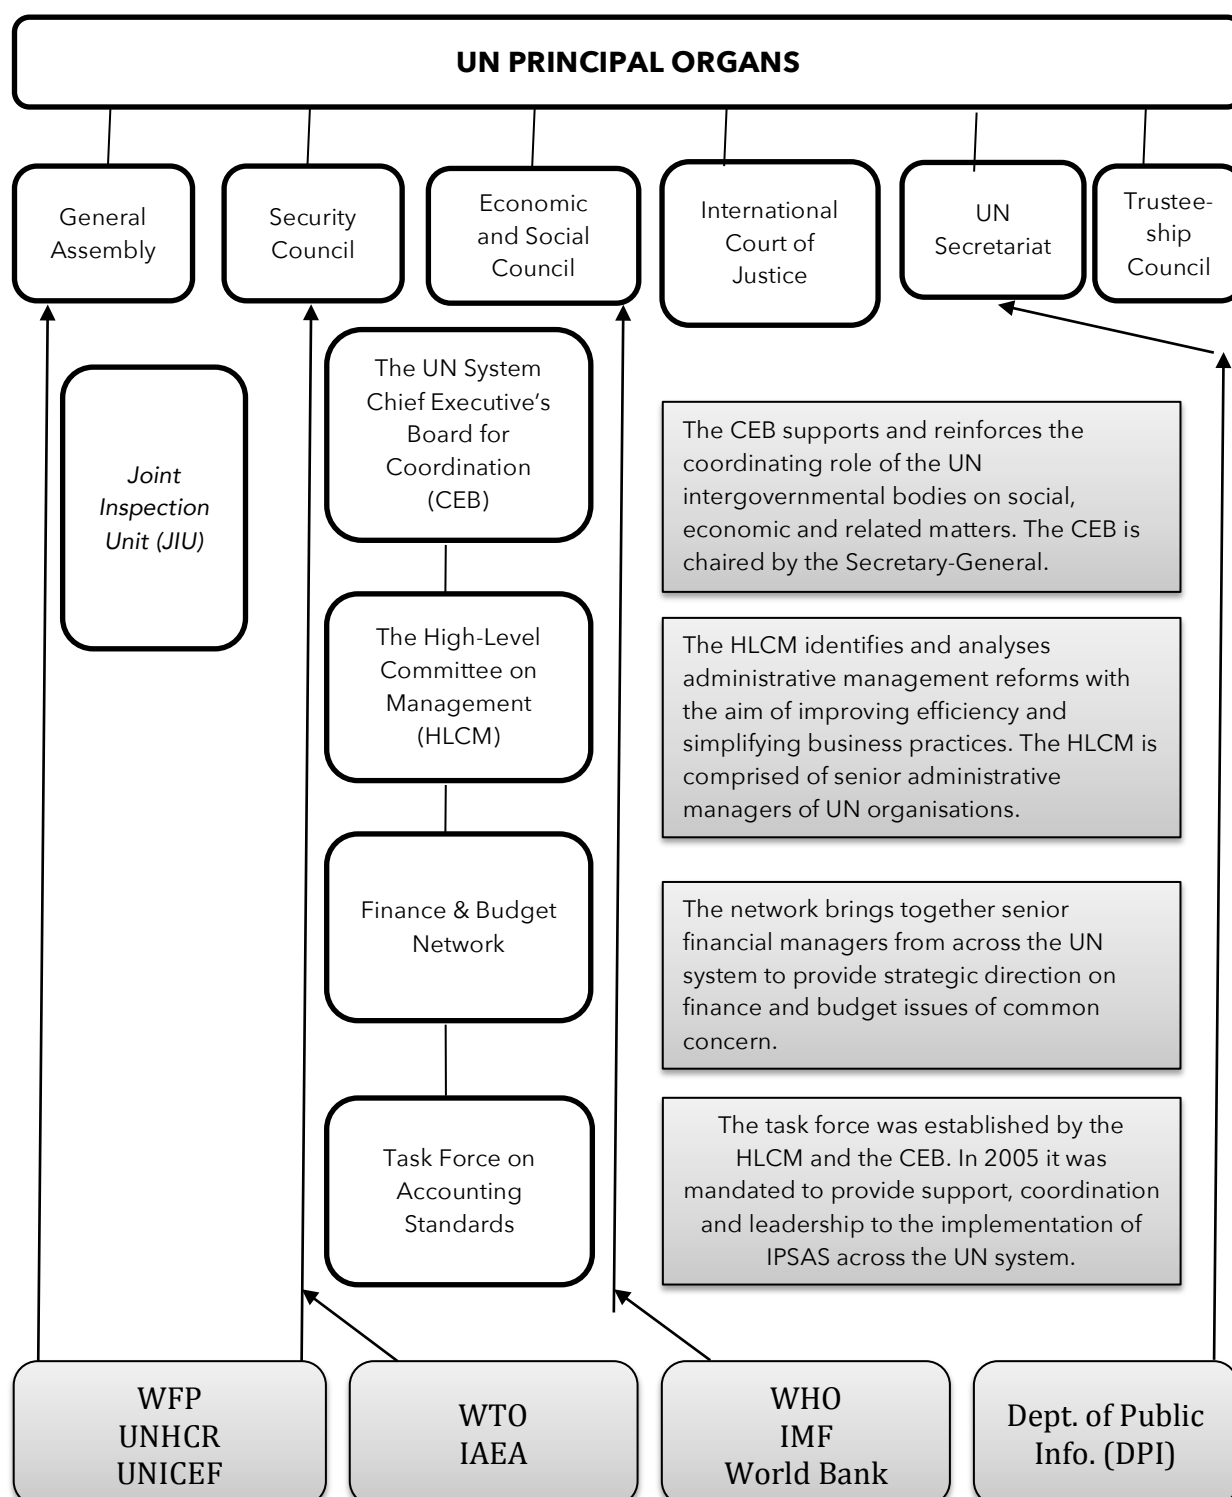 UN PRINCIPAL ORGANS
General
Assembly
Security
Council
Economic
and Social
Council
International
Court of
Justice
UN
Secretariat
Trustee-
ship
Council
Joint
Inspection
Unit (JIU)
The UN System
Chief Executive's
Board for
Coordination
(CEB)
The CEB supports and reinforces the
coordinating role of the UN
intergovernmental bodies on social,
economic and related matters. The CEB is
chaired by the Secretary-General.
The High-Level
Committee on
Management
(HLCM)
The HLCM identifies and analyses
administrative management reforms with
the aim of improving efficiency and
simplifying business practices. The HLCM is
comprised of senior administrative
managers of UN organisations.
Finance & Budget
Network
The network brings together senior
financial managers from across the UN
system to provide strategic direction on
finance and budget issues of common
concern.
Task Force on
Accounting
Standards
The task force was established by the
HLCM and the CEB. In 2005 it was
mandated to provide support, coordination
and leadership to the implementation of
IPSAS across the UN system.
WFP
UNHCR
UNICEF
WTO
IAEA
WHO
IMF
World Bank
Dept. of Public
Info. (DPI)